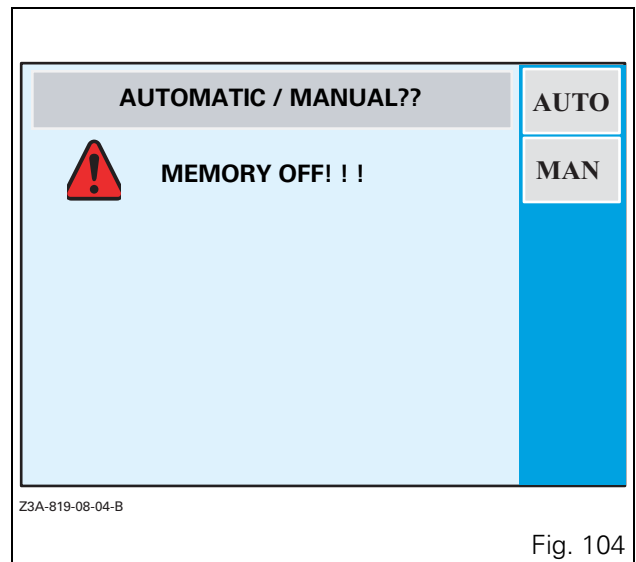 AUTOMATIC / MANUAL??
AUTO
MEMORY OFF! ! !
MAN
Z3A-819-08-04-B
Fig. 104